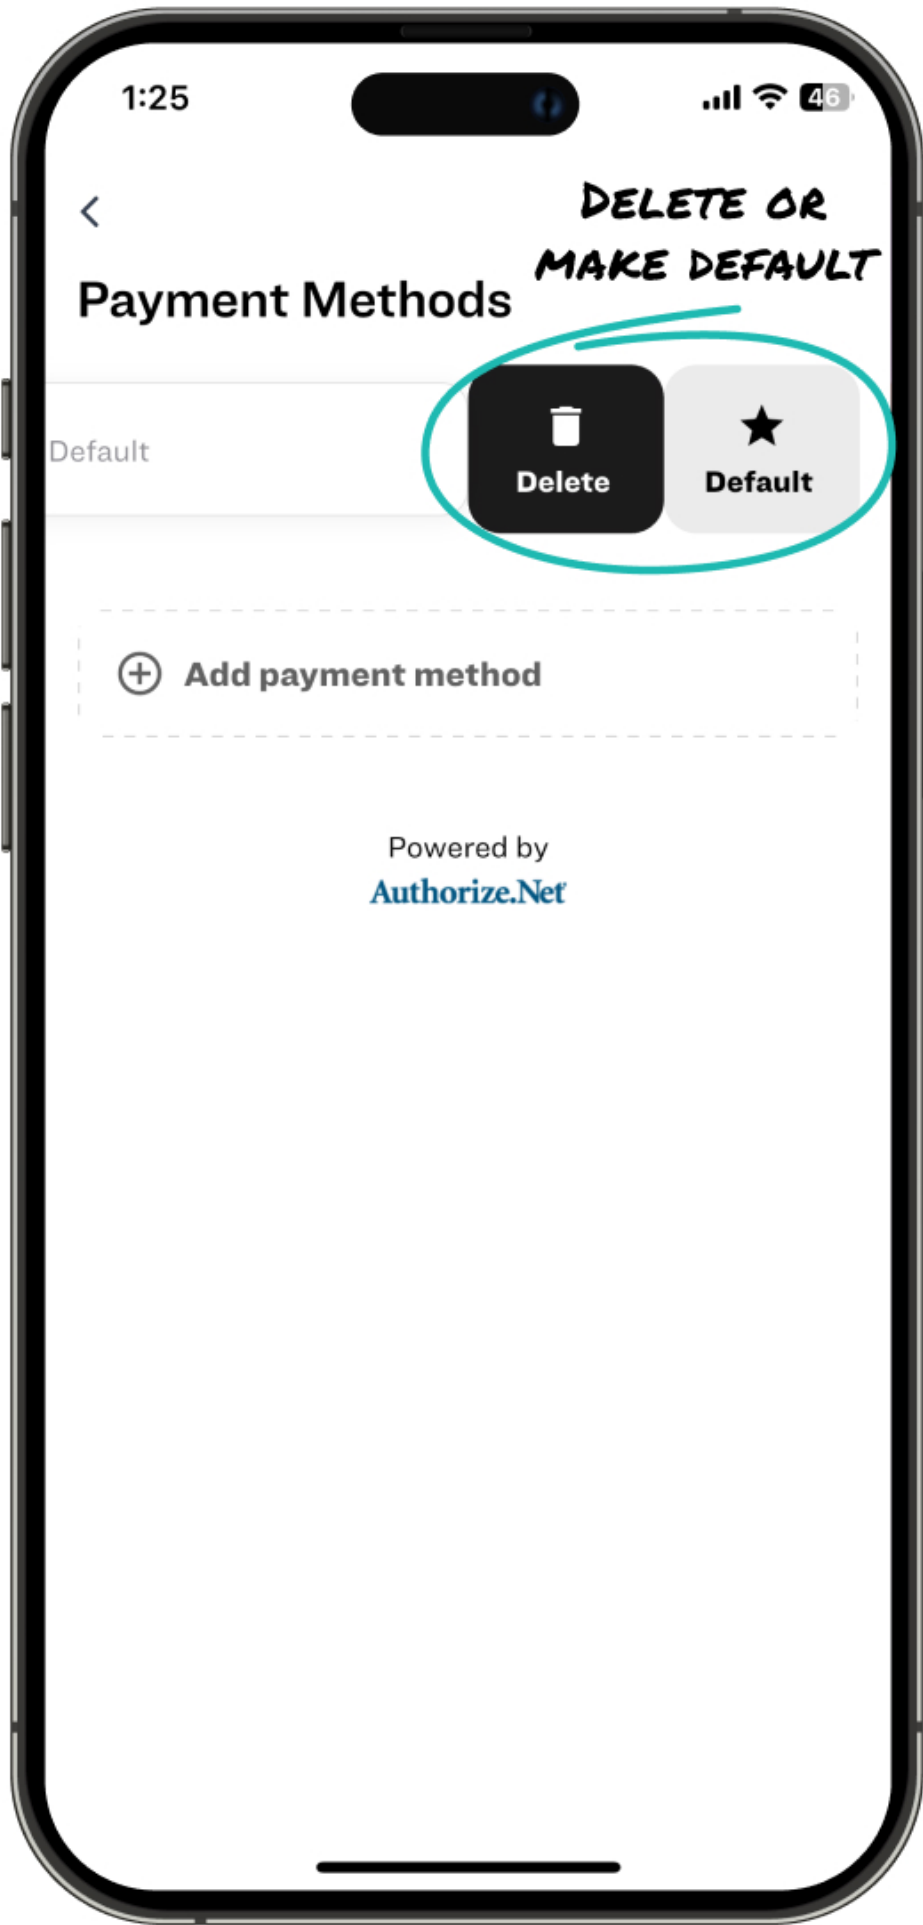 1:25
46
DELETE OR
MAKE DEFAULT
Payment Methods
Default
Delete
Default
Add payment method
Powered by
Authorize.Net